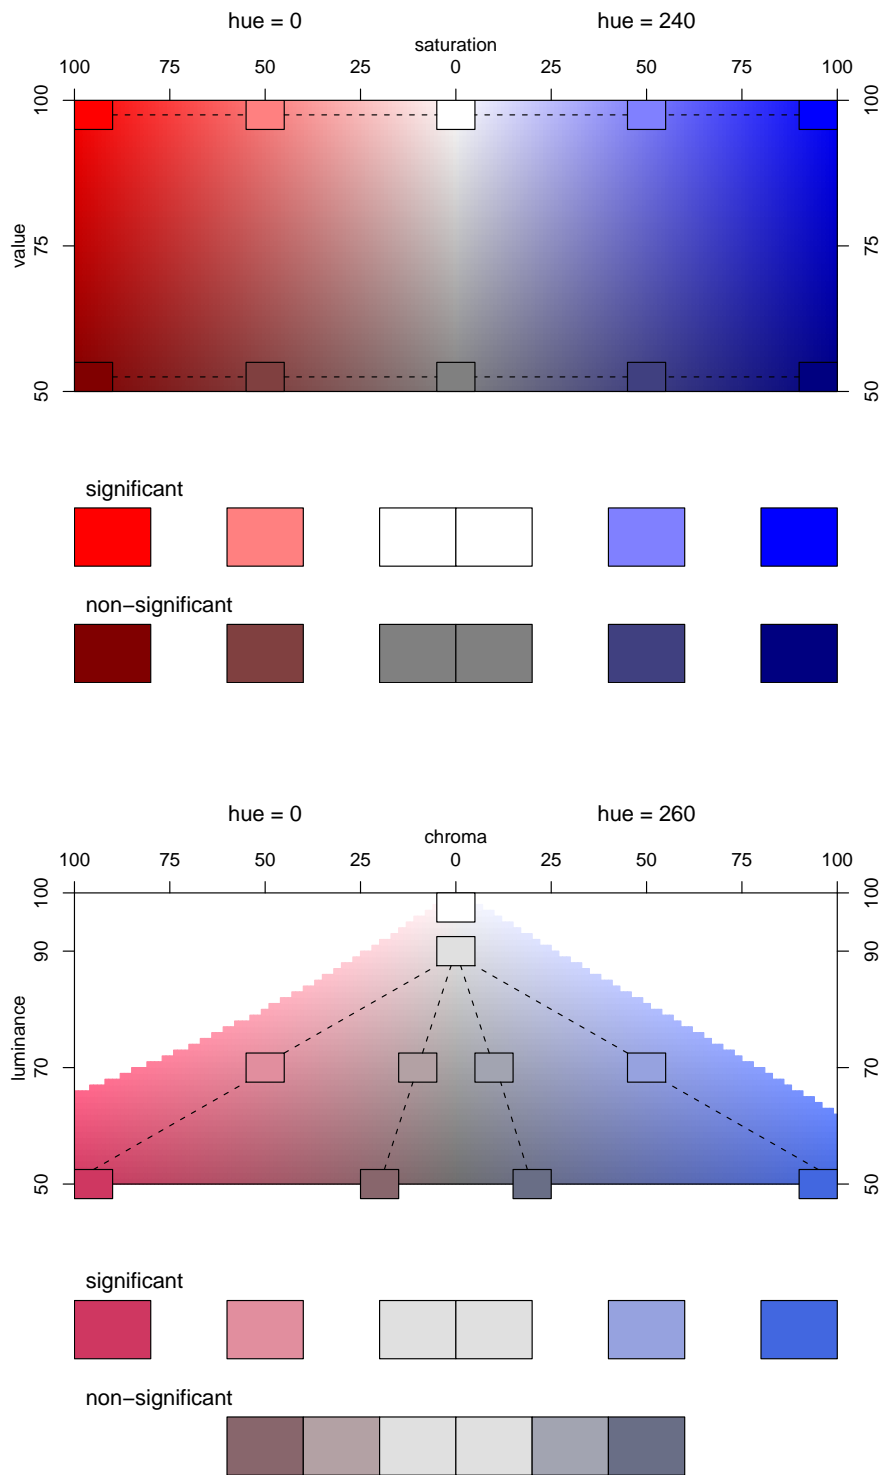 hue = 0 hue = 240
saturation
100 75 50 25 0 25 50 75 100
100 100
value
75 75
50 50
significant
non−significant
hue = 0 hue = 260
chroma
100 75 50 25 0 25 50 75 100
100 100
90 90
luminance
70 70
50 50
significant
non−significant